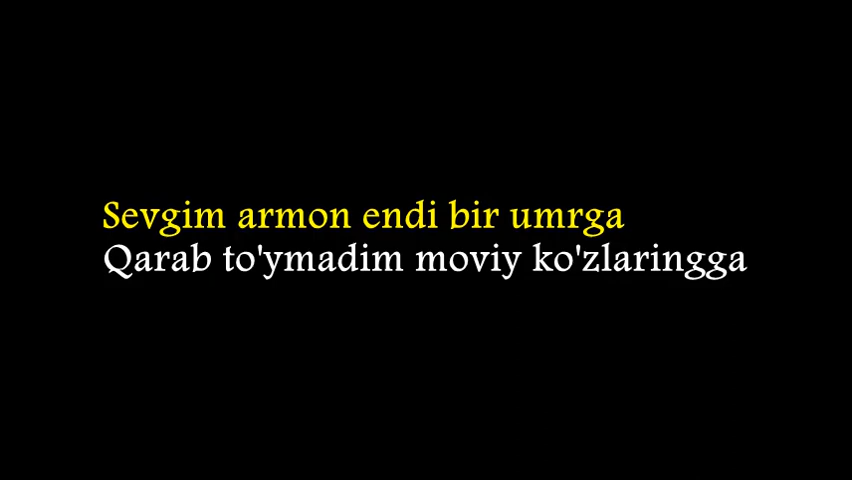 Sevgim armon endi bir umrga
Qarab to'ymadim moviy ko'zlaringga